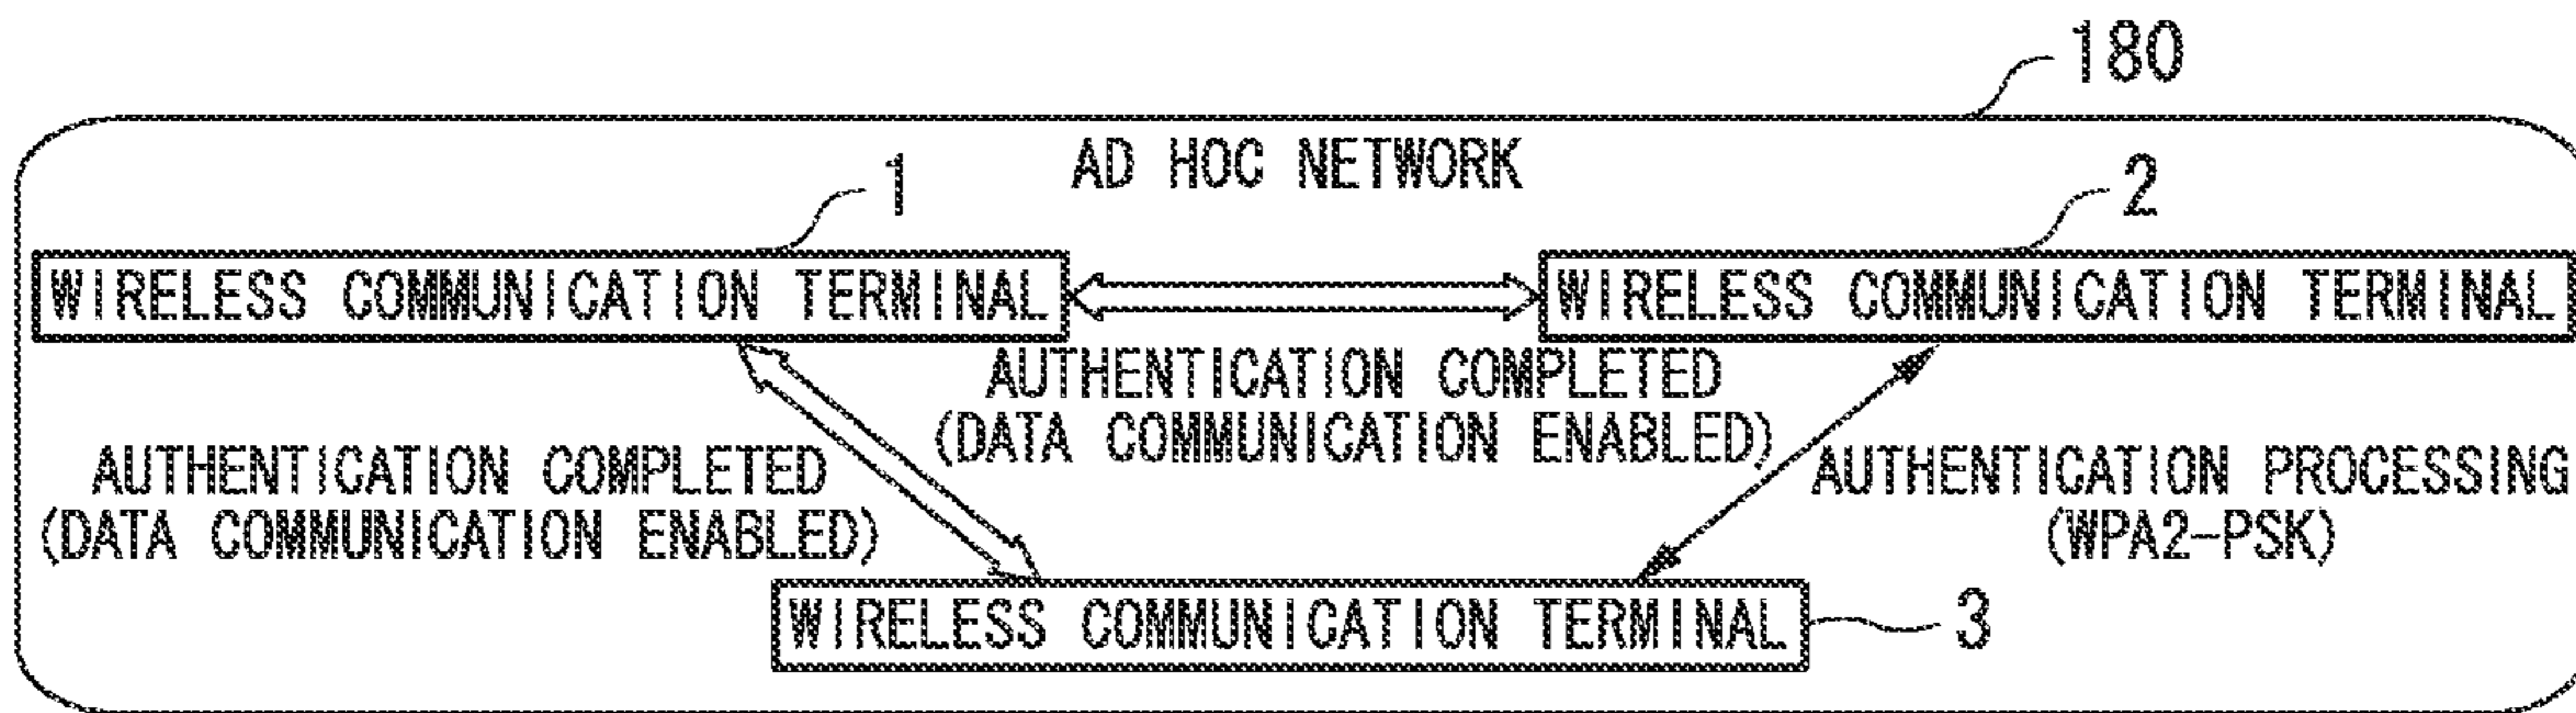 180
AD HOC NETWORK
1
2
WIRELESS COMMUNICATION TERMINAL
WIRELESS COMMUNICATION TERMINAL
AUTHENTICATION COMPLETED
(DATA COMMUNICATION ENABLED)
AUTHENTICATION COMPLETED
(DATA COMMUNICATION ENABLED)
AUTHENTICATION PROCESSING
(WPA2-PSK)
WIRELESS COMMUNICATION TERMINAL
3